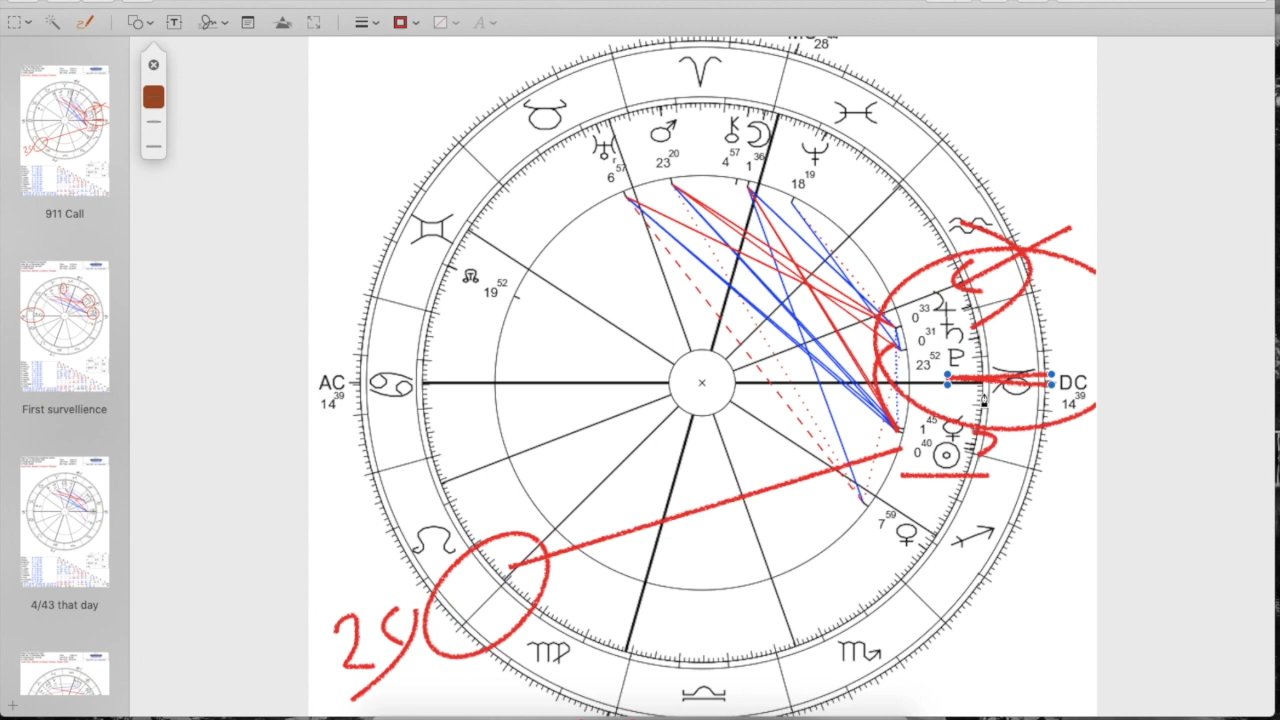 911 Call
First survellience
4/43 that day
28
♂ 23 20
4 57
1 36
18 19
6 r 57
19 52
0 33
0 31
23 52
AC
14 39
DC
14 39
1 45
0 40
7 59
T
A